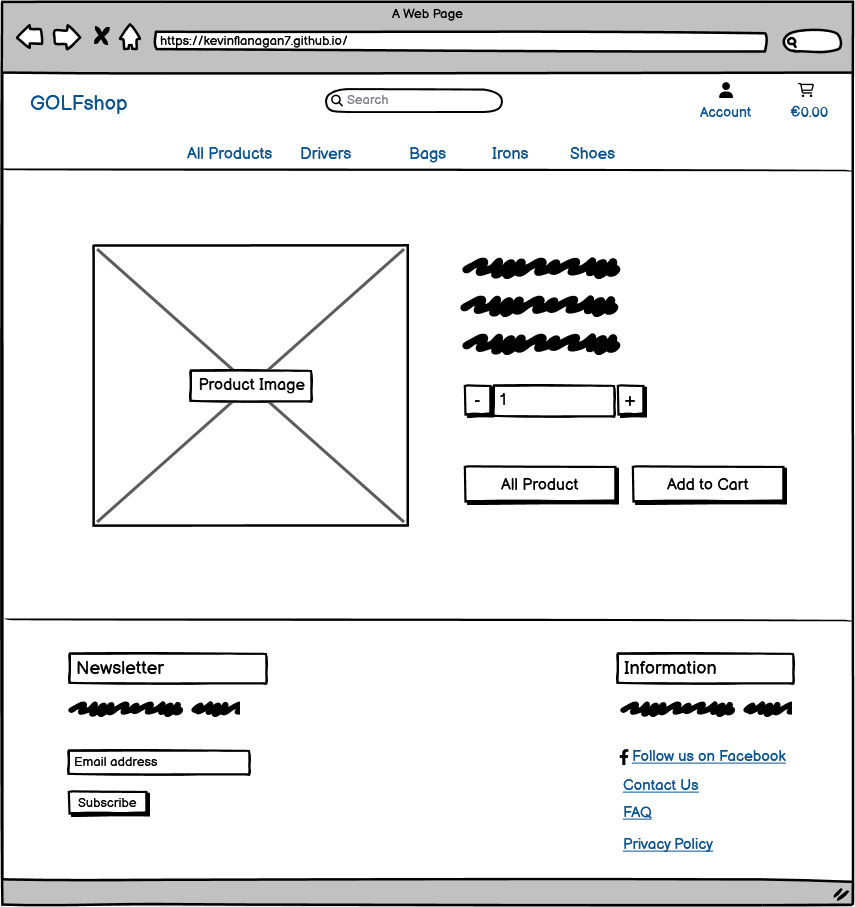 A Web Page
https://kevinflanagan7.github.io/
GOLFshop
Search
Account
€0.00
All Products Drivers Bags Irons Shoes
Product Image
- 1 +
All Product Add to Cart
Newsletter
Information
Email address
Subscribe
Follow us on Facebook
Contact Us
FAQ
Privacy Policy